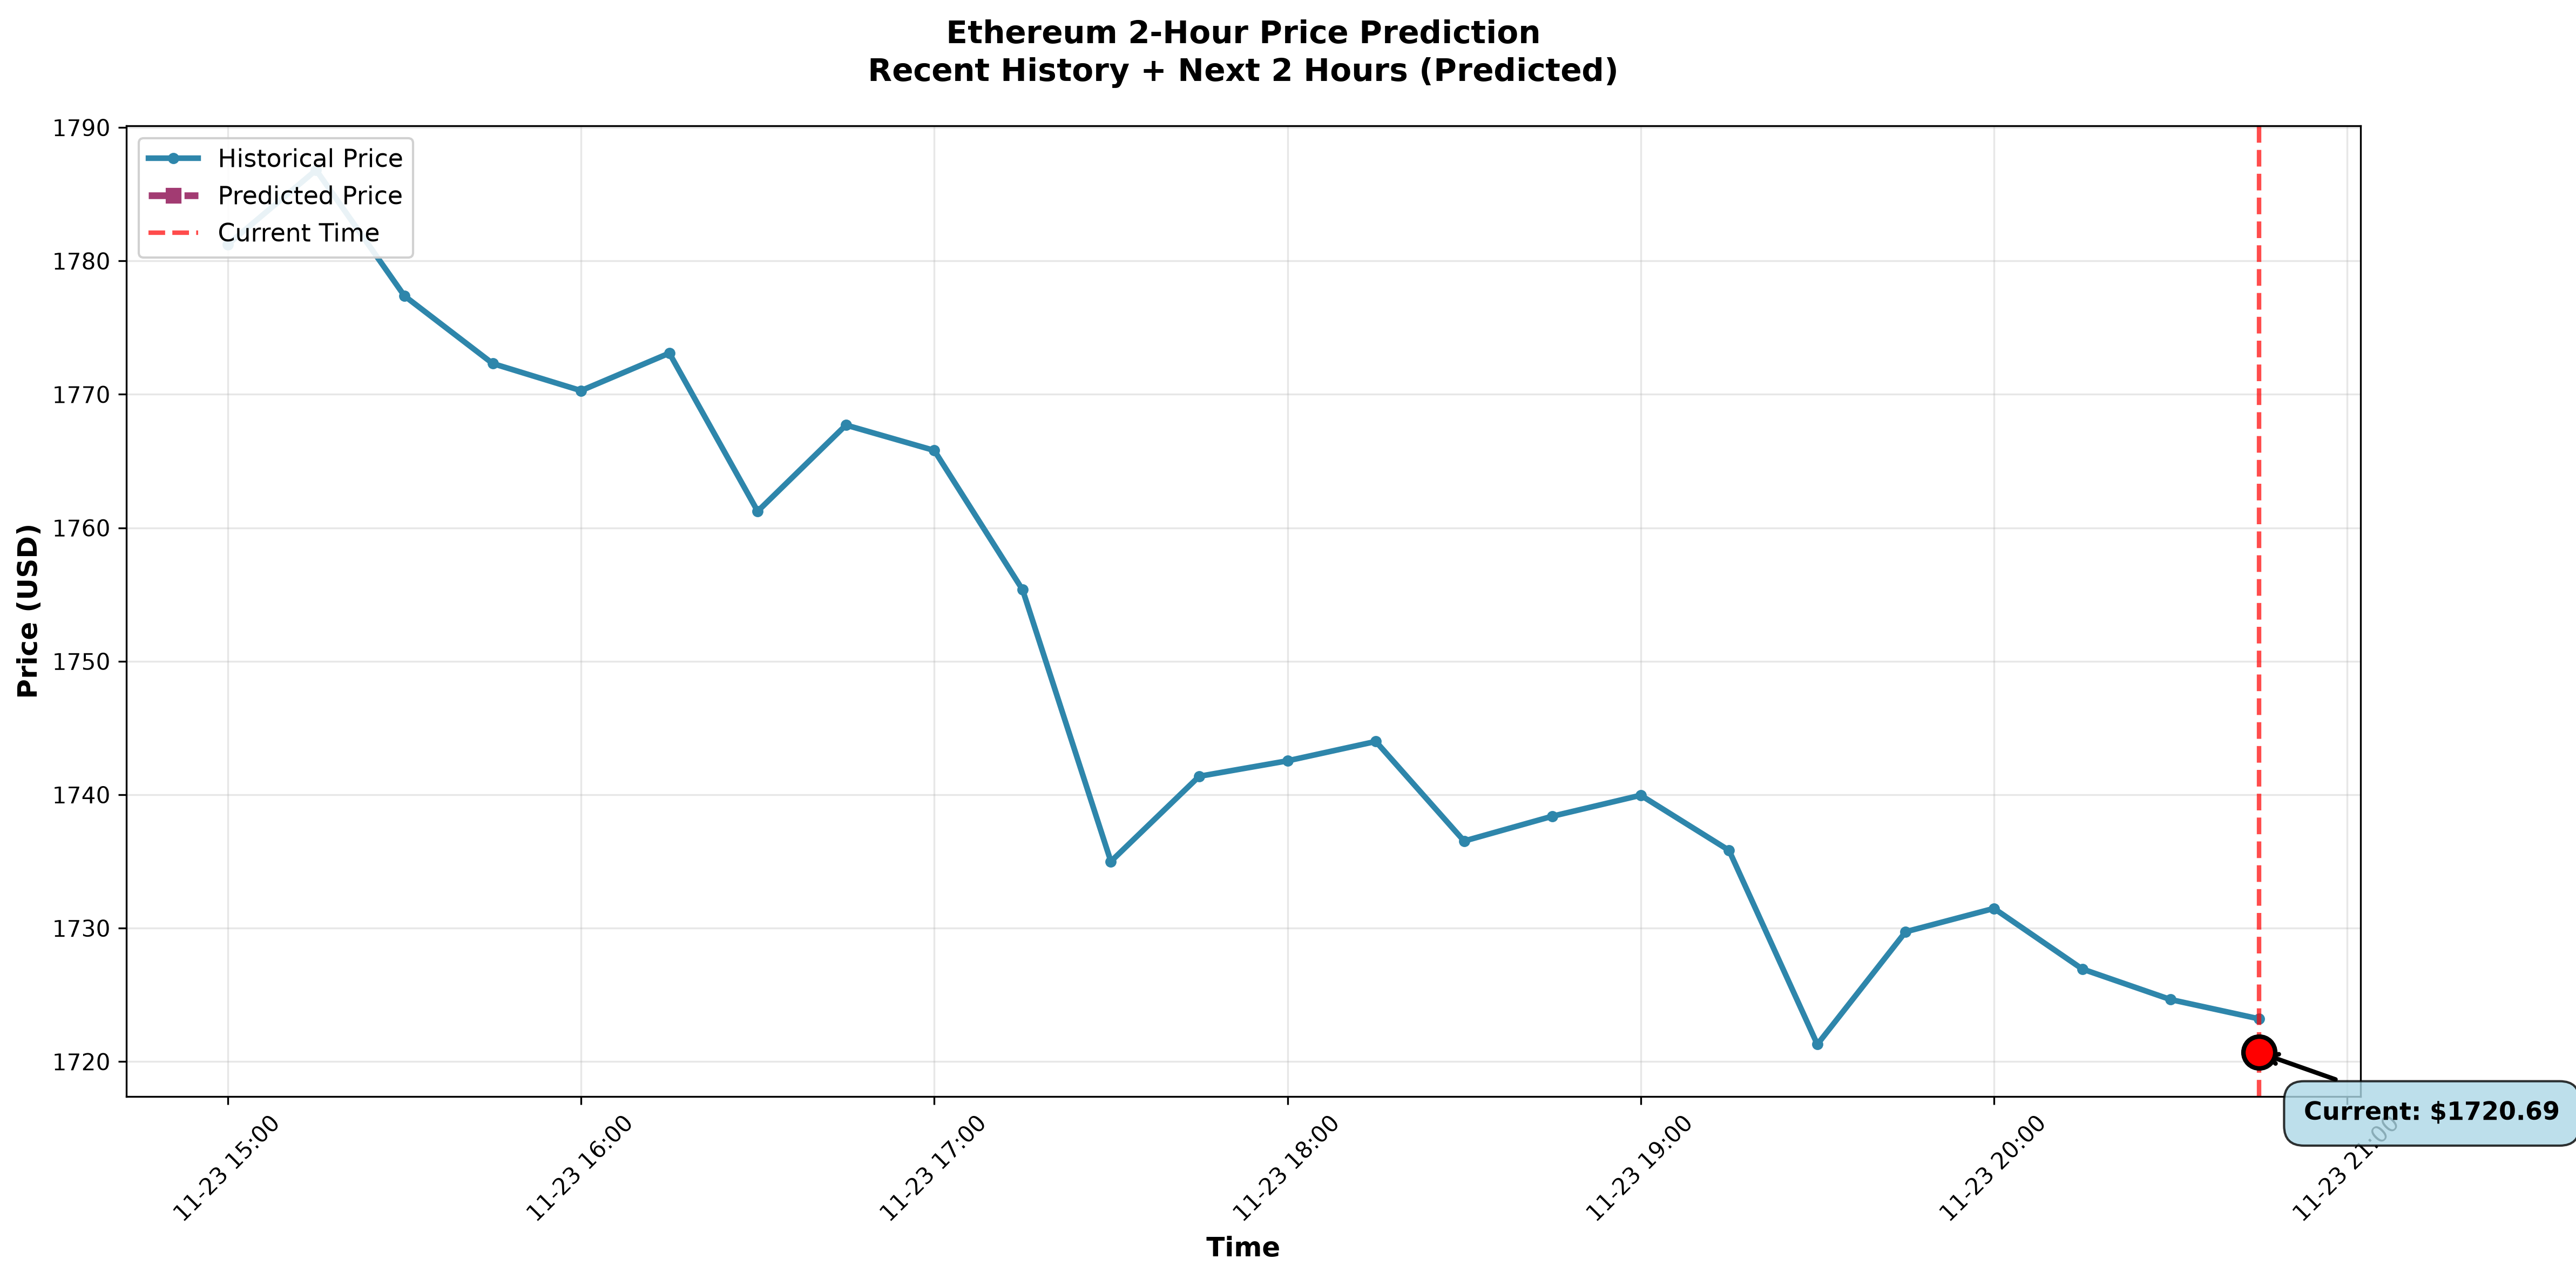 Ethereum 2-Hour Price Prediction
Recent History + Next 2 Hours (Predicted)
Historical Price
Predicted Price
Current Time
Price (USD)
1790
1780
1770
1760
1750
1740
1730
1720
Current: $1720.69
11-23 15:00
11-23 16:00
11-23 17:00
11-23 18:00
11-23 19:00
11-23 20:00
11-23 21:00
Time